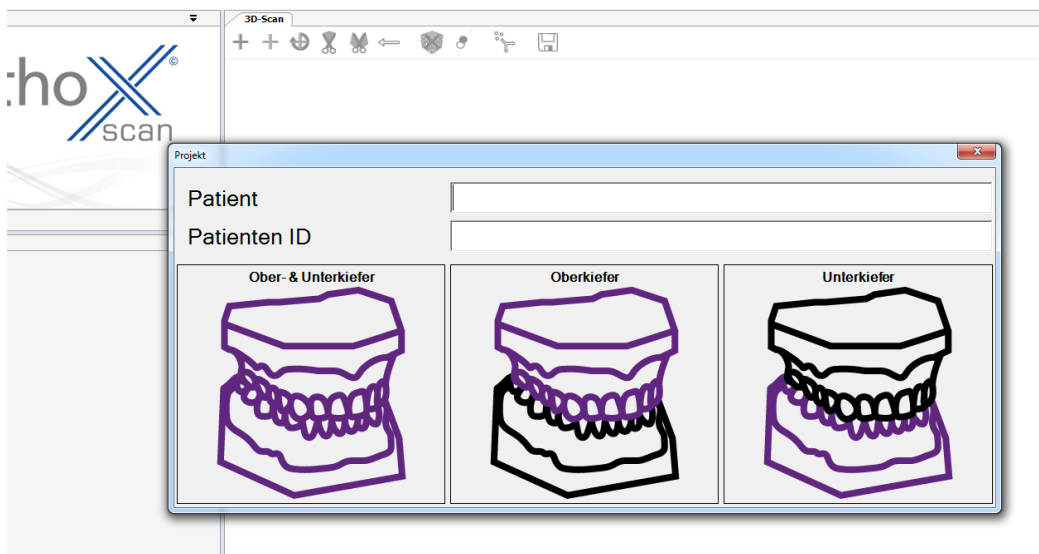 3D-Scan
tho X ©
scan
Projekt
Patient
Patienten ID
Ober- & Unterkiefer
Oberkiefer
Unterkiefer